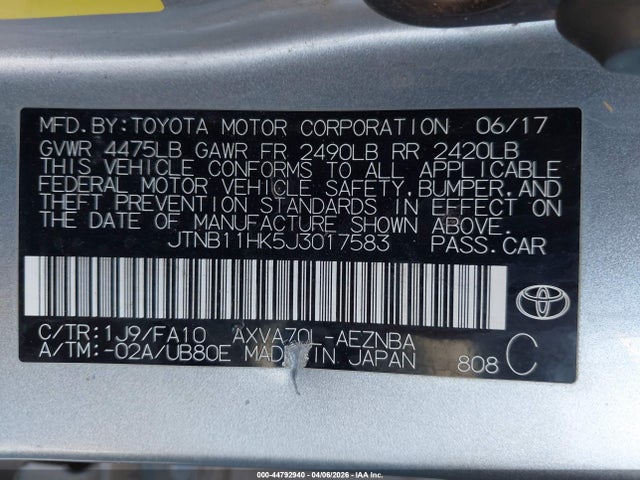 MFD.BY:TOYOTA MOTOR CORPORATION 06/17
GVWR 4475LB GAWR FR 2490LB RR 2420LB
THIS VEHICLE CONFORMS TO ALL APPLICABLE
FEDERAL MOTOR VEHICLE SAFETY,BUMPER,AND
THEFT PREVENTION STANDARDS IN EFFECT ON
THE DATE OF MANUFACTURE SHOWN ABOVE.
JTNB11HK5J3017583 PASS.CAR
C/TR:1J9/FA10 AXVA70L-AEZNBA
A/TM:-02A/UB80E MADE IN JAPAN 808 C
000-44792940 - 04/06/2026 - IAA Inc.